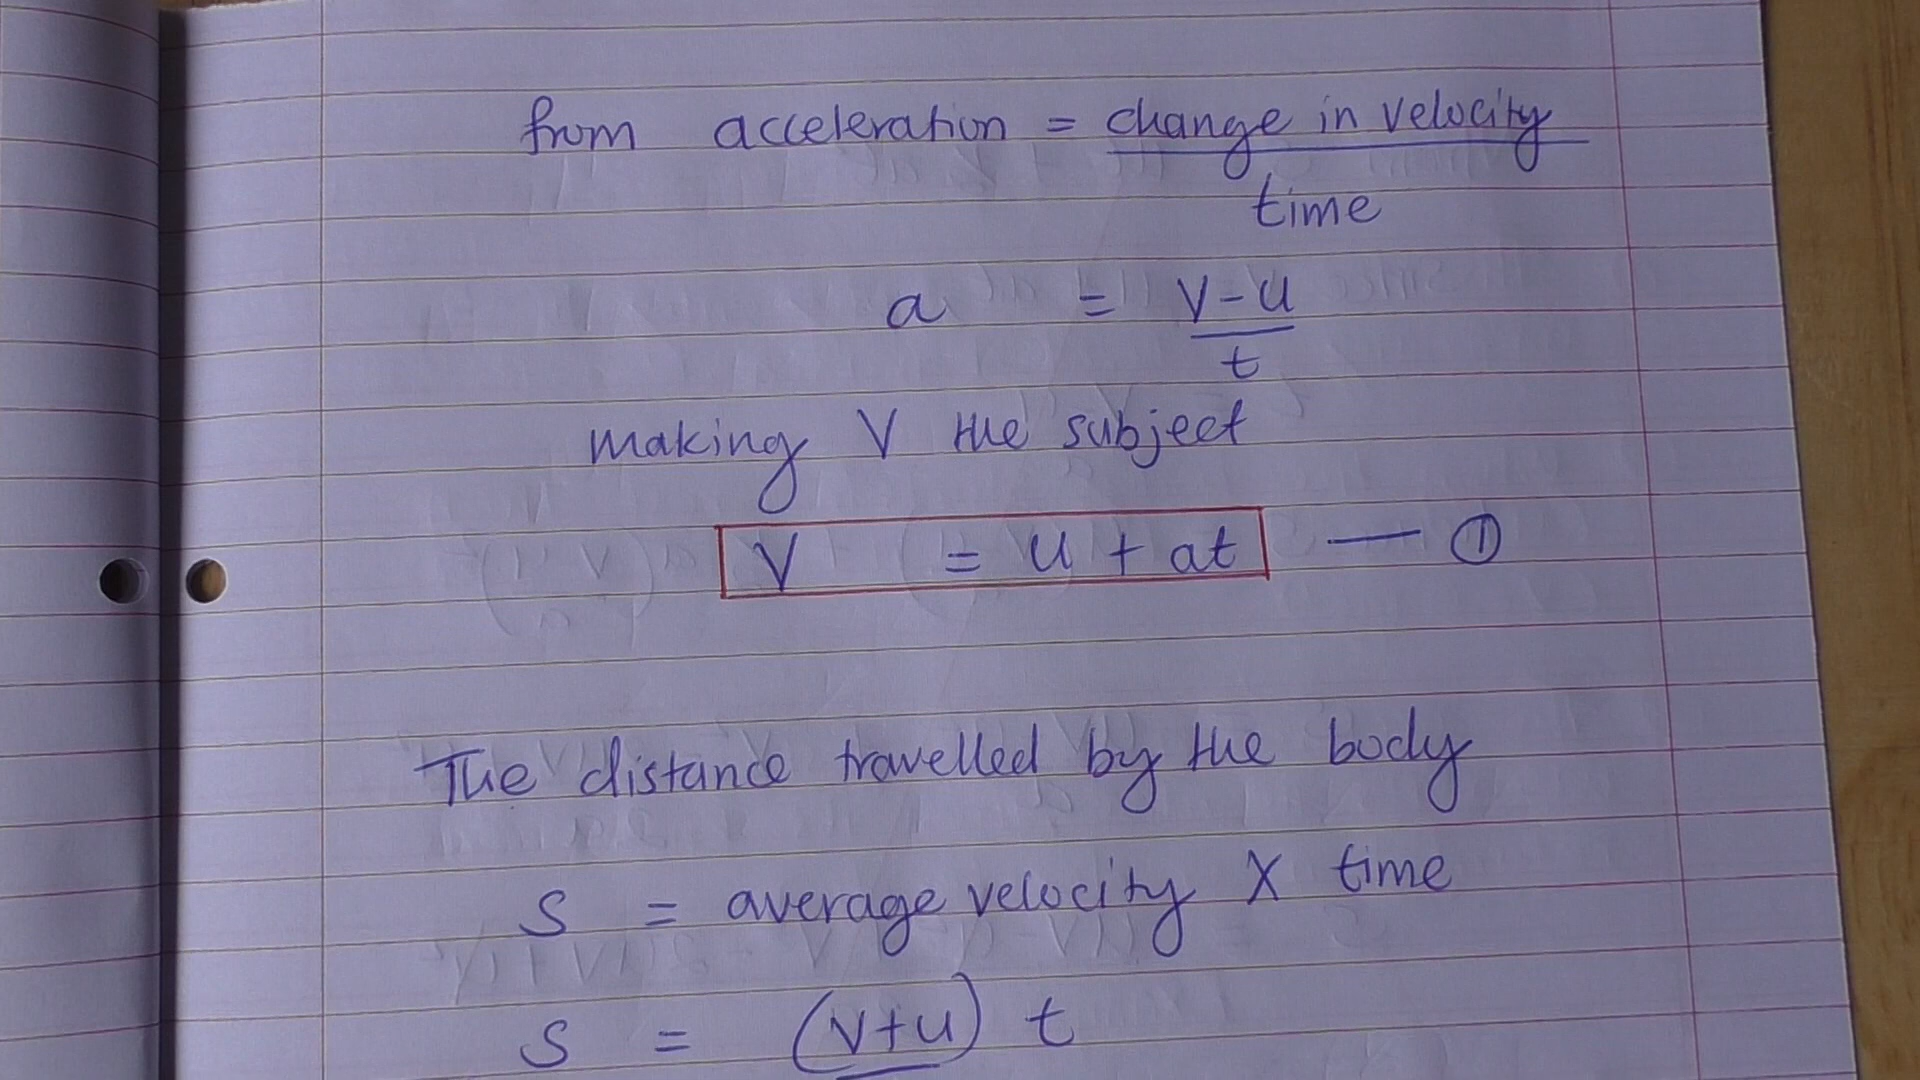 from acceleration = change in velocity
time
a = v - u
t
making V the subject
V = u + at — ①
The distance travelled by the body
S = average velocity X time
S = (v+u) t